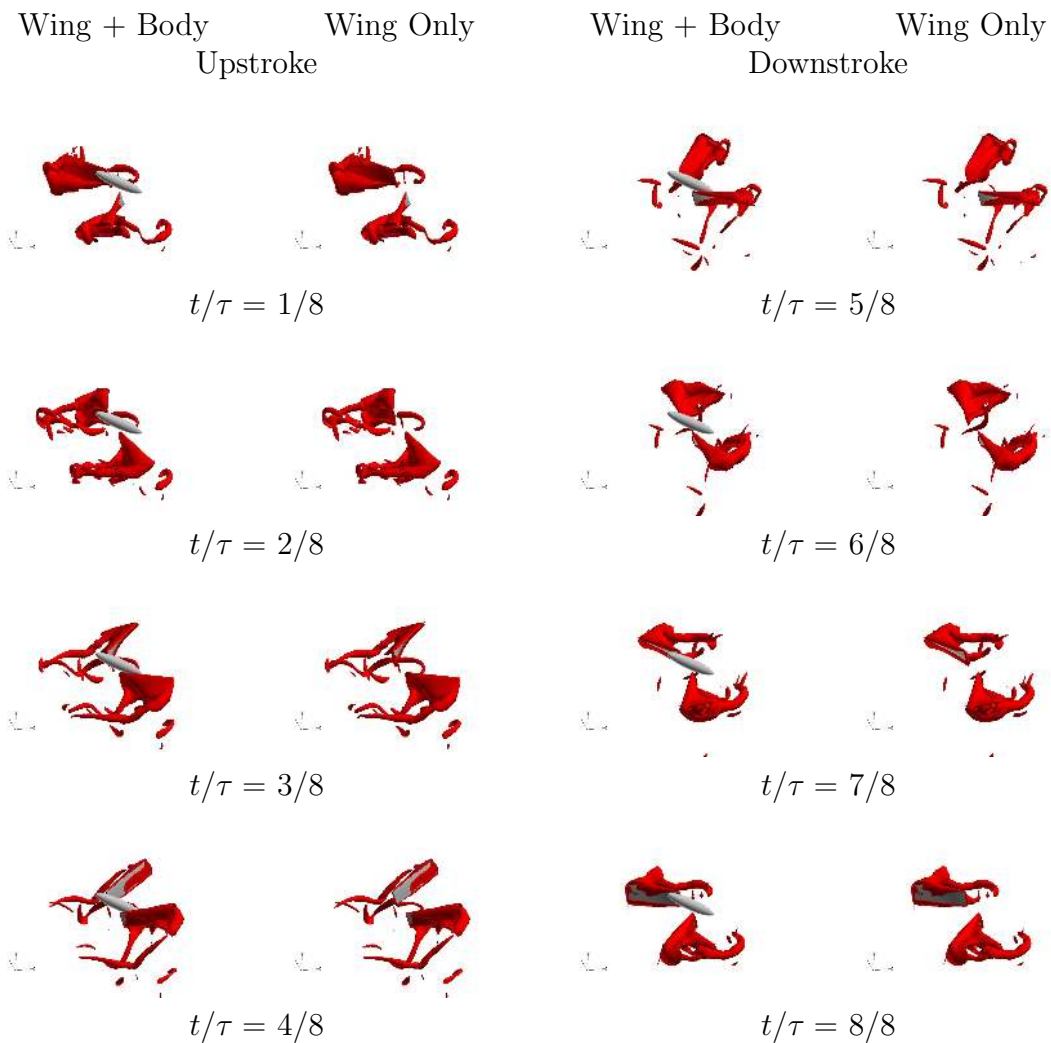 Wing + Body Wing Only Wing + Body Wing Only
Upstroke Downstroke
t/τ = 1/8 t/τ = 5/8
t/τ = 2/8 t/τ = 6/8
t/τ = 3/8 t/τ = 7/8
t/τ = 4/8 t/τ = 8/8